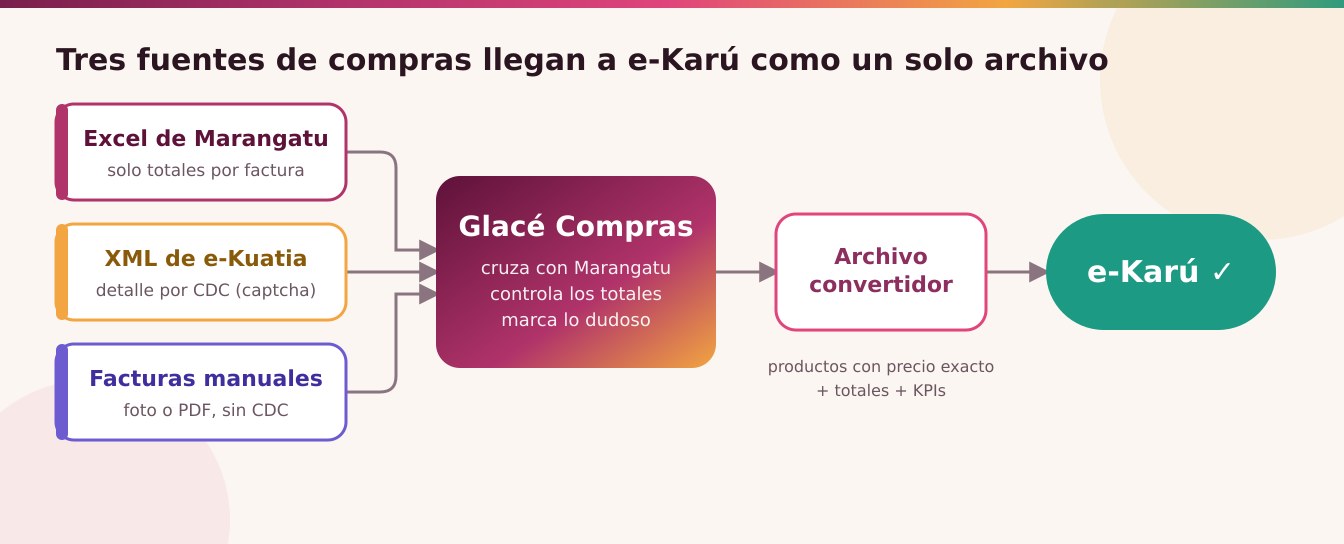 Tres fuentes de compras llegan a e-Karú como un solo archivo
Excel de Marangatu
solo totales por factura
XML de e-Kuatia
detalle por CDC (captcha)
Facturas manuales
foto o PDF, sin CDC
Glacé Compras
cruza con Marangatu
controla los totales
marca lo dudoso
Archivo
convertidor
productos con precio exacto
+ totales + KPIs
e-Karú ✓